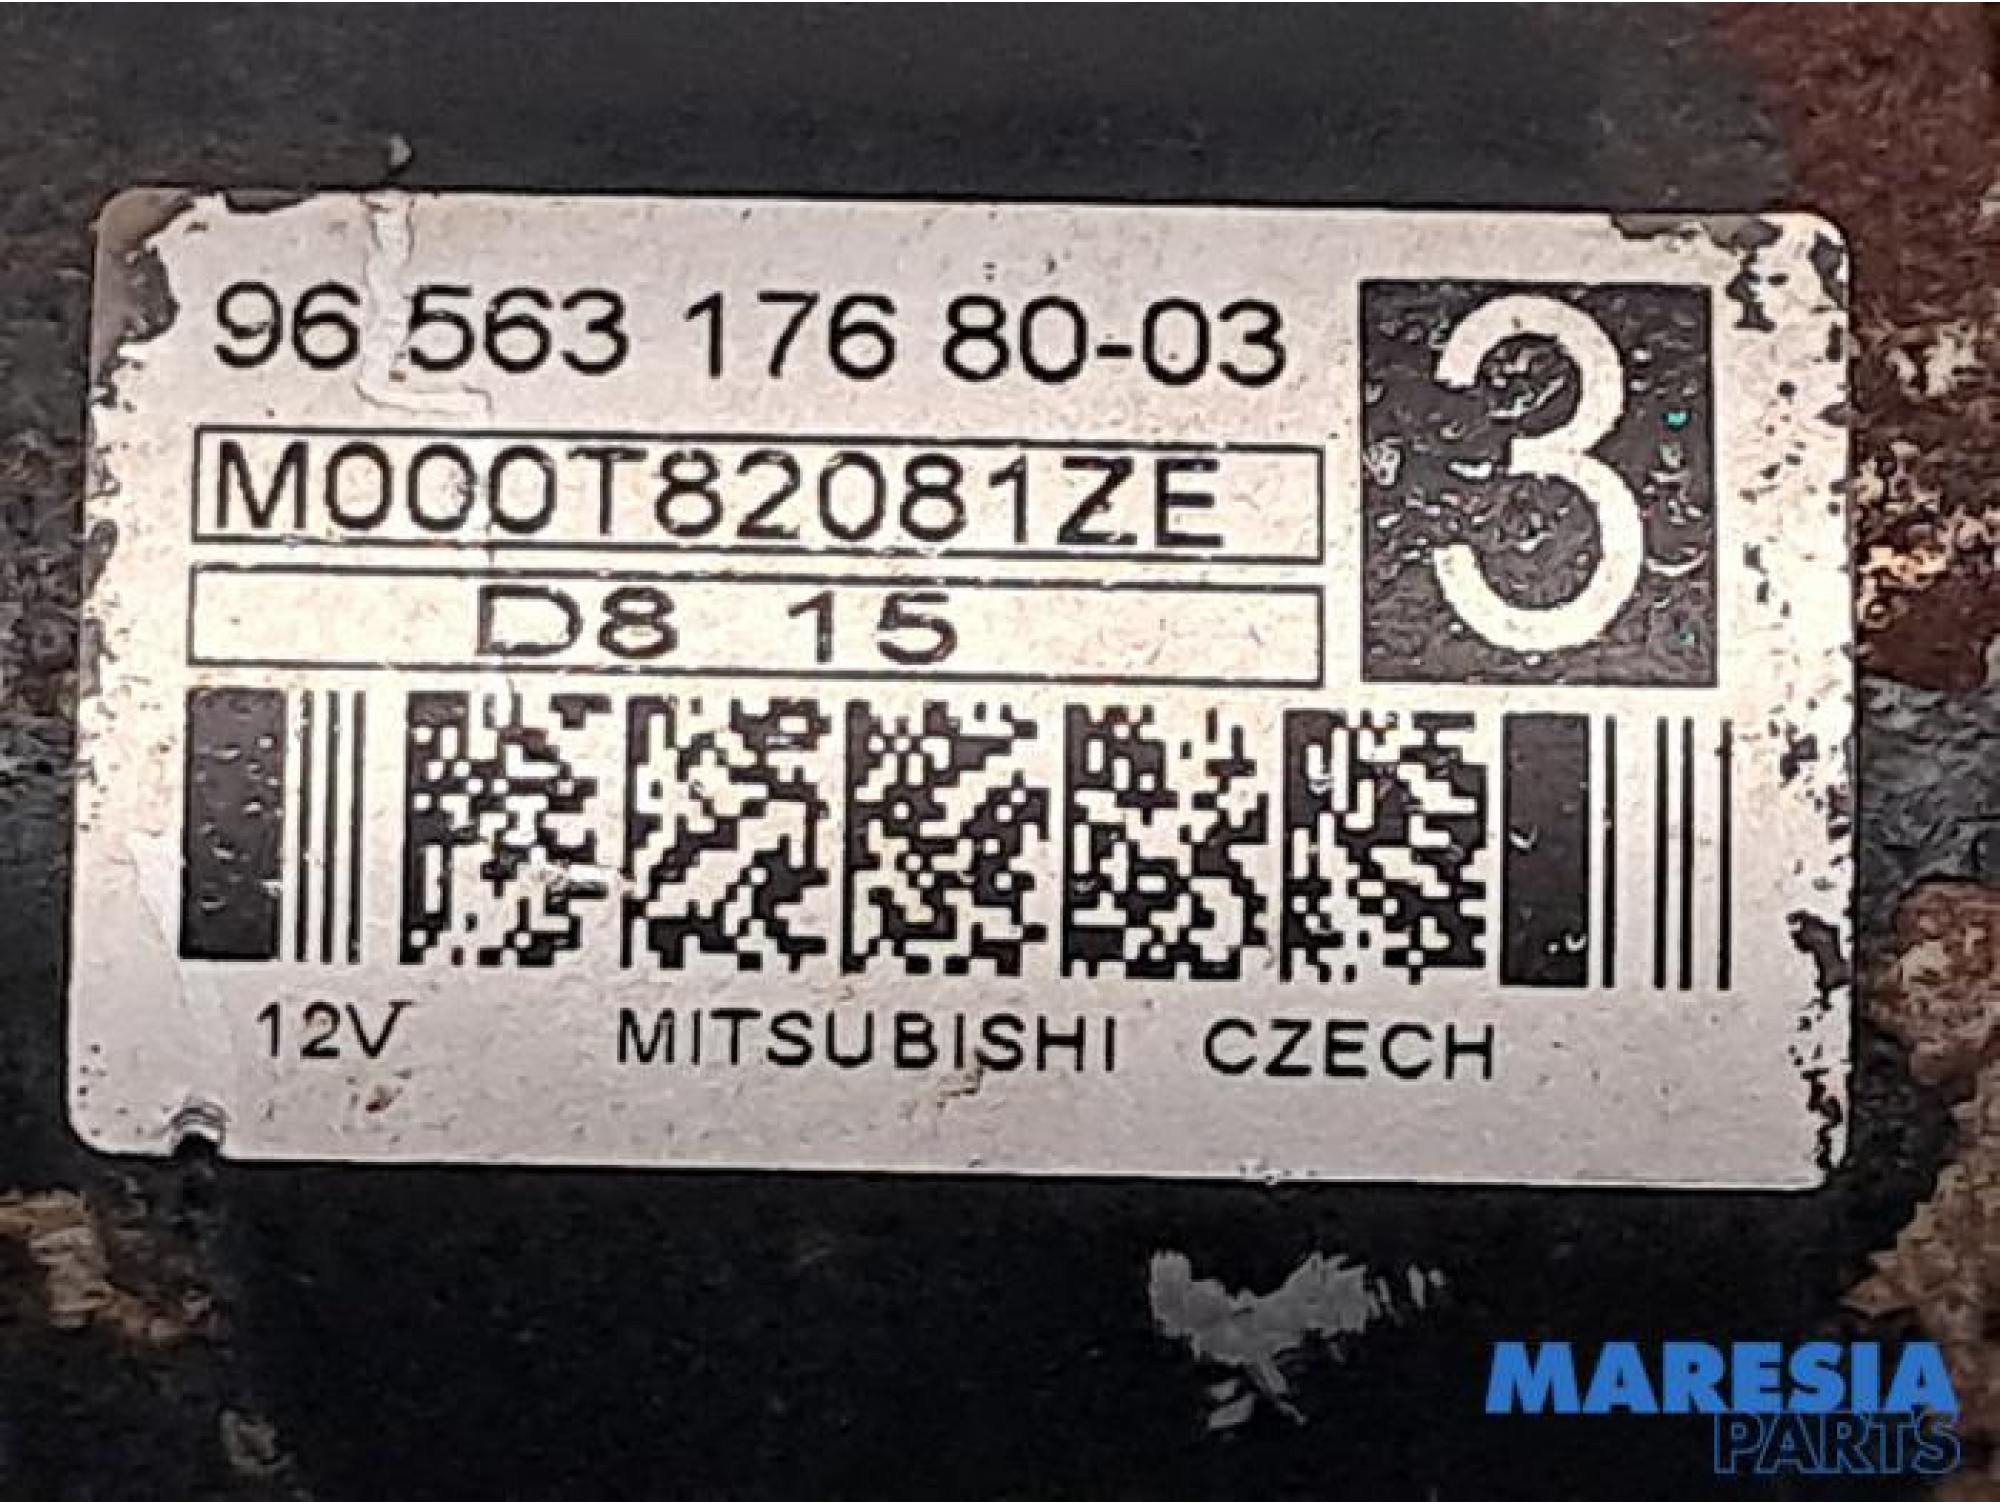 96 563 176 80-03
3
M000T82081ZE
D8 15
12V MITSUBISHI CZECH
MARESIA
PARTS